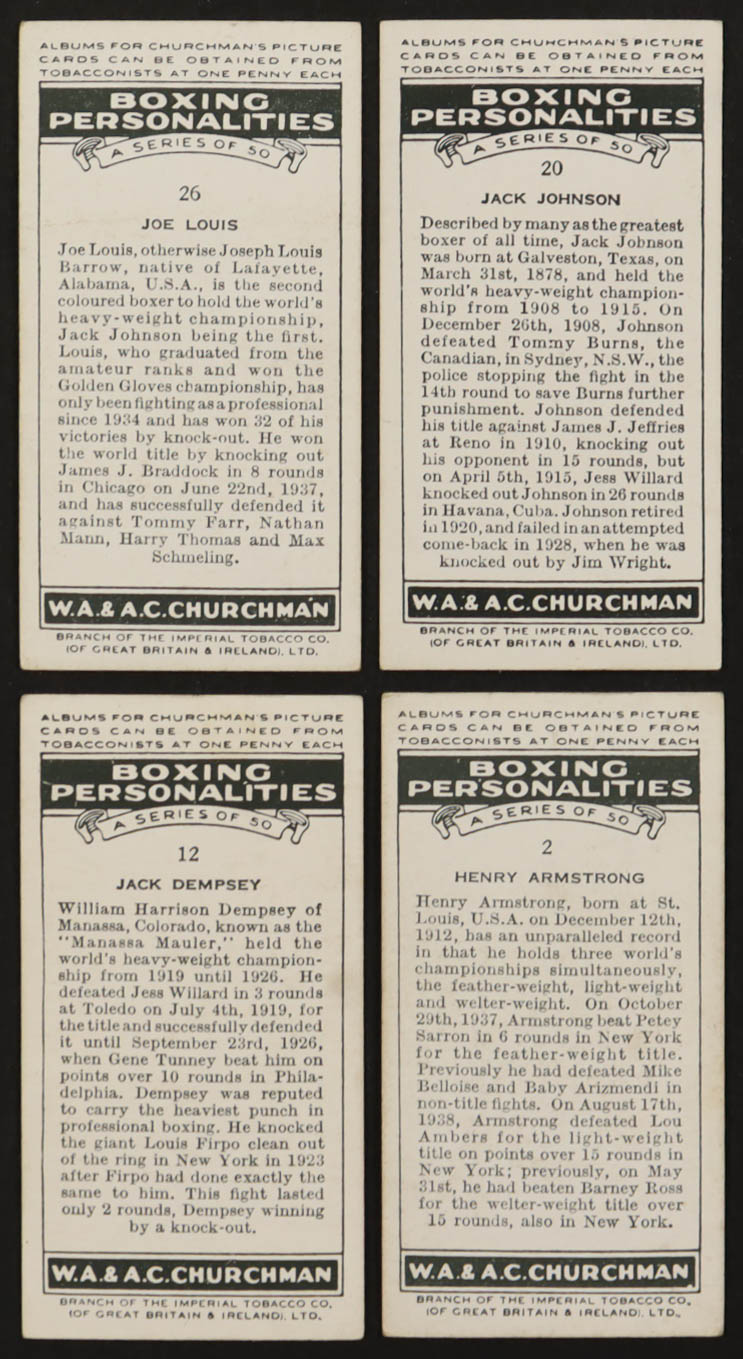 ALBUMS FOR CHURCHMAN'S PICTURE
CARDS CAN BE OBTAINED FROM
TOBACCONISTS AT ONE PENNY EACH
BOXING
PERSONALITIES
A SERIES OF 50
26
JOE LOUIS
Joe Louis, otherwise Joseph Louis
Barrow, native of Lafayette,
Alabama, U.S.A., is the second
coloured boxer to hold the world's
heavy-weight championship,
Jack Johnson being the first.
Louis, who graduated from the
amateur ranks and won the
Golden Gloves championship, has
only been fighting as a professional
since 1934 and has won 32 of his
victories by knock-out. He won
the world title by knocking out
James J. Braddock in 8 rounds
in Chicago on June 22nd, 1937,
and has successfully defended it
against Tommy Farr, Nathan
Mann, Harry Thomas and Max
Schmeling.
W.A. & A.C. CHURCHMAN
BRANCH OF THE IMPERIAL TOBACCO CO.
(OF GREAT BRITAIN & IRELAND), LTD.
ALBUMS FOR CHURCHMAN'S PICTURE
CARDS CAN BE OBTAINED FROM
TOBACCONISTS AT ONE PENNY EACH
BOXING
PERSONALITIES
A SERIES OF 50
20
JACK JOHNSON
Described by many as the greatest
boxer of all time, Jack Johnson
was born at Galveston, Texas, on
March 31st, 1878, and held the
world's heavy-weight champion-
ship from 1908 to 1915. On
December 26th, 1908, Johnson
defeated Tommy Burns, the
Canadian, in Sydney, N.S.W., the
police stopping the fight in the
14th round to save Burns further
punishment. Johnson defended
his title against James J. Jeffries
at Reno in 1910, knocking out
his opponent in 15 rounds, but
on April 5th, 1915, Jess Willard
knocked out Johnson in 26 rounds
in Havana, Cuba. Johnson retired
in 1920, and failed in an attempted
come-back in 1928, when he was
knocked out by Jim Wright.
W.A. & A.C. CHURCHMAN
BRANCH OF THE IMPERIAL TOBACCO CO.
(OF GREAT BRITAIN & IRELAND), LTD.
ALBUMS FOR CHURCHMAN'S PICTURE
CARDS CAN BE OBTAINED FROM
TOBACCONISTS AT ONE PENNY EACH
BOXING
PERSONALITIES
A SERIES OF 50
12
JACK DEMPSEY
William Harrison Dempsey of
Manassa, Colorado, known as the
"Manassa Mauler," held the
world's heavy-weight champion-
ship from 1919 until 1926. He
defeated Jess Willard in 3 rounds
at Toledo on July 4th, 1919, for
the title and successfully defended
it until September 23rd, 1926,
when Gene Tunney beat him on
points over 10 rounds in Phila-
delphia. Dempsey was reputed
to carry the heaviest punch in
professional boxing. He knocked
the giant Louis Firpo clean out
of the ring in New York in 1923
after Firpo had done exactly the
same to him. This fight lasted
only 2 rounds, Dempsey winning
by a knock-out.
W.A. & A.C. CHURCHMAN
BRANCH OF THE IMPERIAL TOBACCO CO.
(OF GREAT BRITAIN & IRELAND), LTD.
ALBUMS FOR CHURCHMAN'S PICTURE
CARDS CAN BE OBTAINED FROM
TOBACCONISTS AT ONE PENNY EACH
BOXING
PERSONALITIES
A SERIES OF 50
2
HENRY ARMSTRONG
Henry Armstrong, born at St.
Louis, U.S.A. on December 12th,
1912, has an unparalleled record
in that he holds three world's
championships simultaneously,
the feather-weight, light-weight
and welter-weight. On October
29th, 1937, Armstrong beat Petey
Sarron in 6 rounds in New York
for the feather-weight title.
Previously he had defeated Mike
Belloise and Baby Arizmendi in
non-title fights. On August 17th,
1938, Armstrong defeated Lou
Ambers for the light-weight
title on points over 15 rounds in
New York; previously, on May
31st, he had beaten Barney Ross
for the welter-weight title over
15 rounds, also in New York.
W.A. & A.C. CHURCHMAN
BRANCH OF THE IMPERIAL TOBACCO CO.
(OF GREAT BRITAIN & IRELAND), LTD.